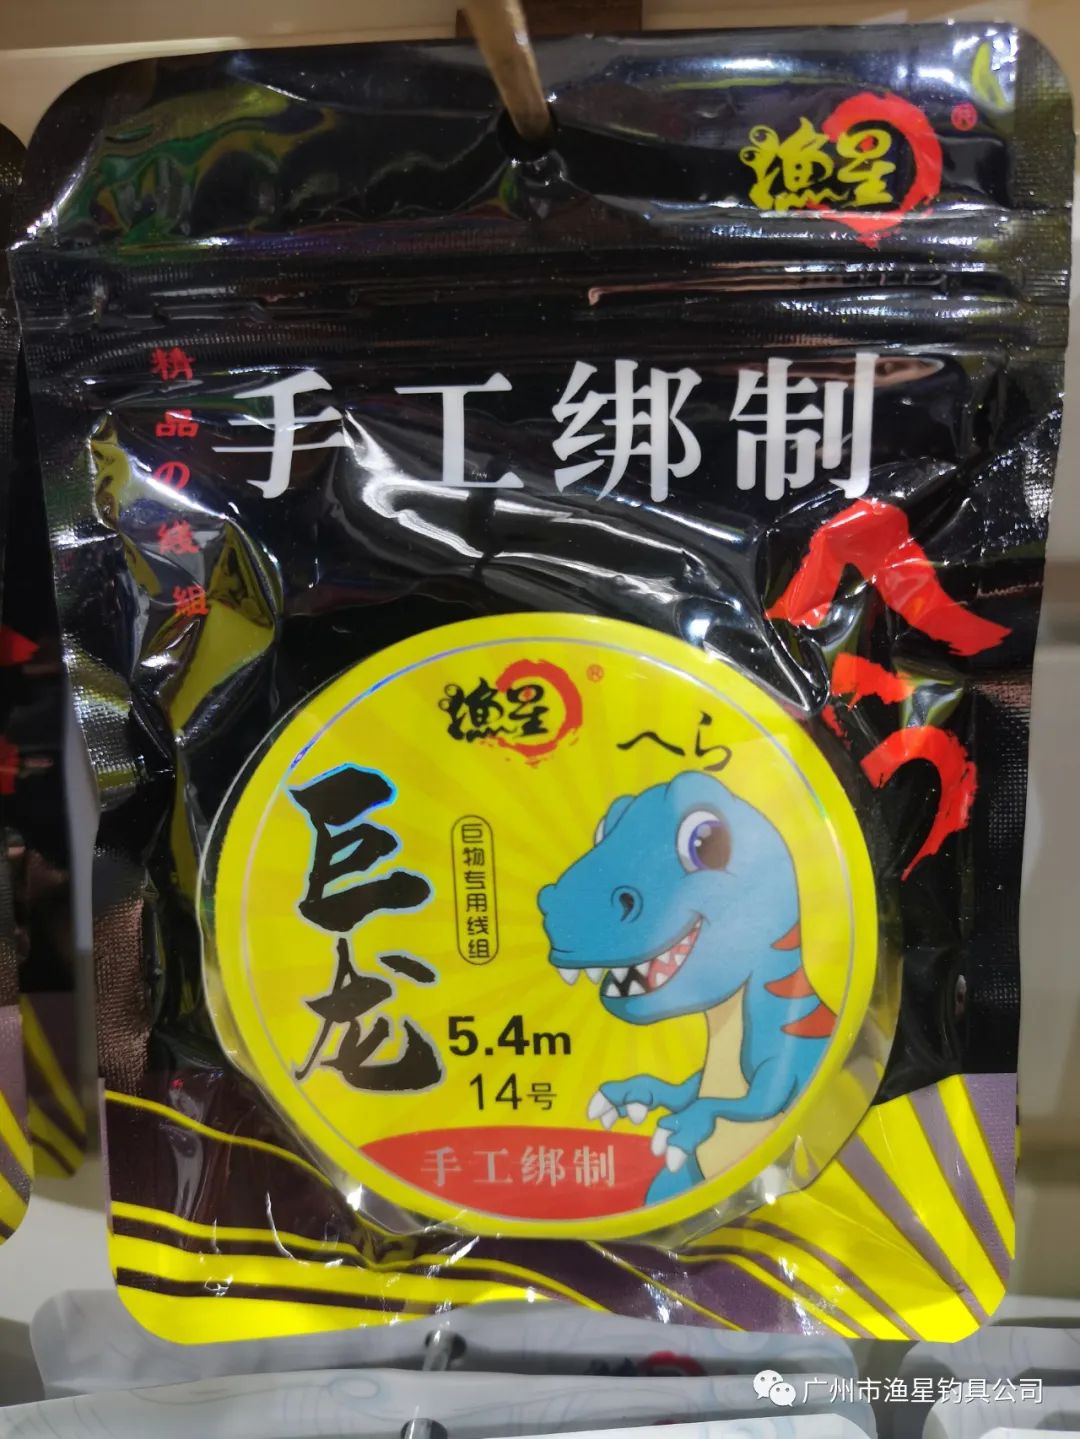 渔星
®
手工绑制
精品の线组
へら
渔星
®
へら
巨龙
巨物专用线组
5.4m
14号
手工绑制
广州市渔星钓具公司